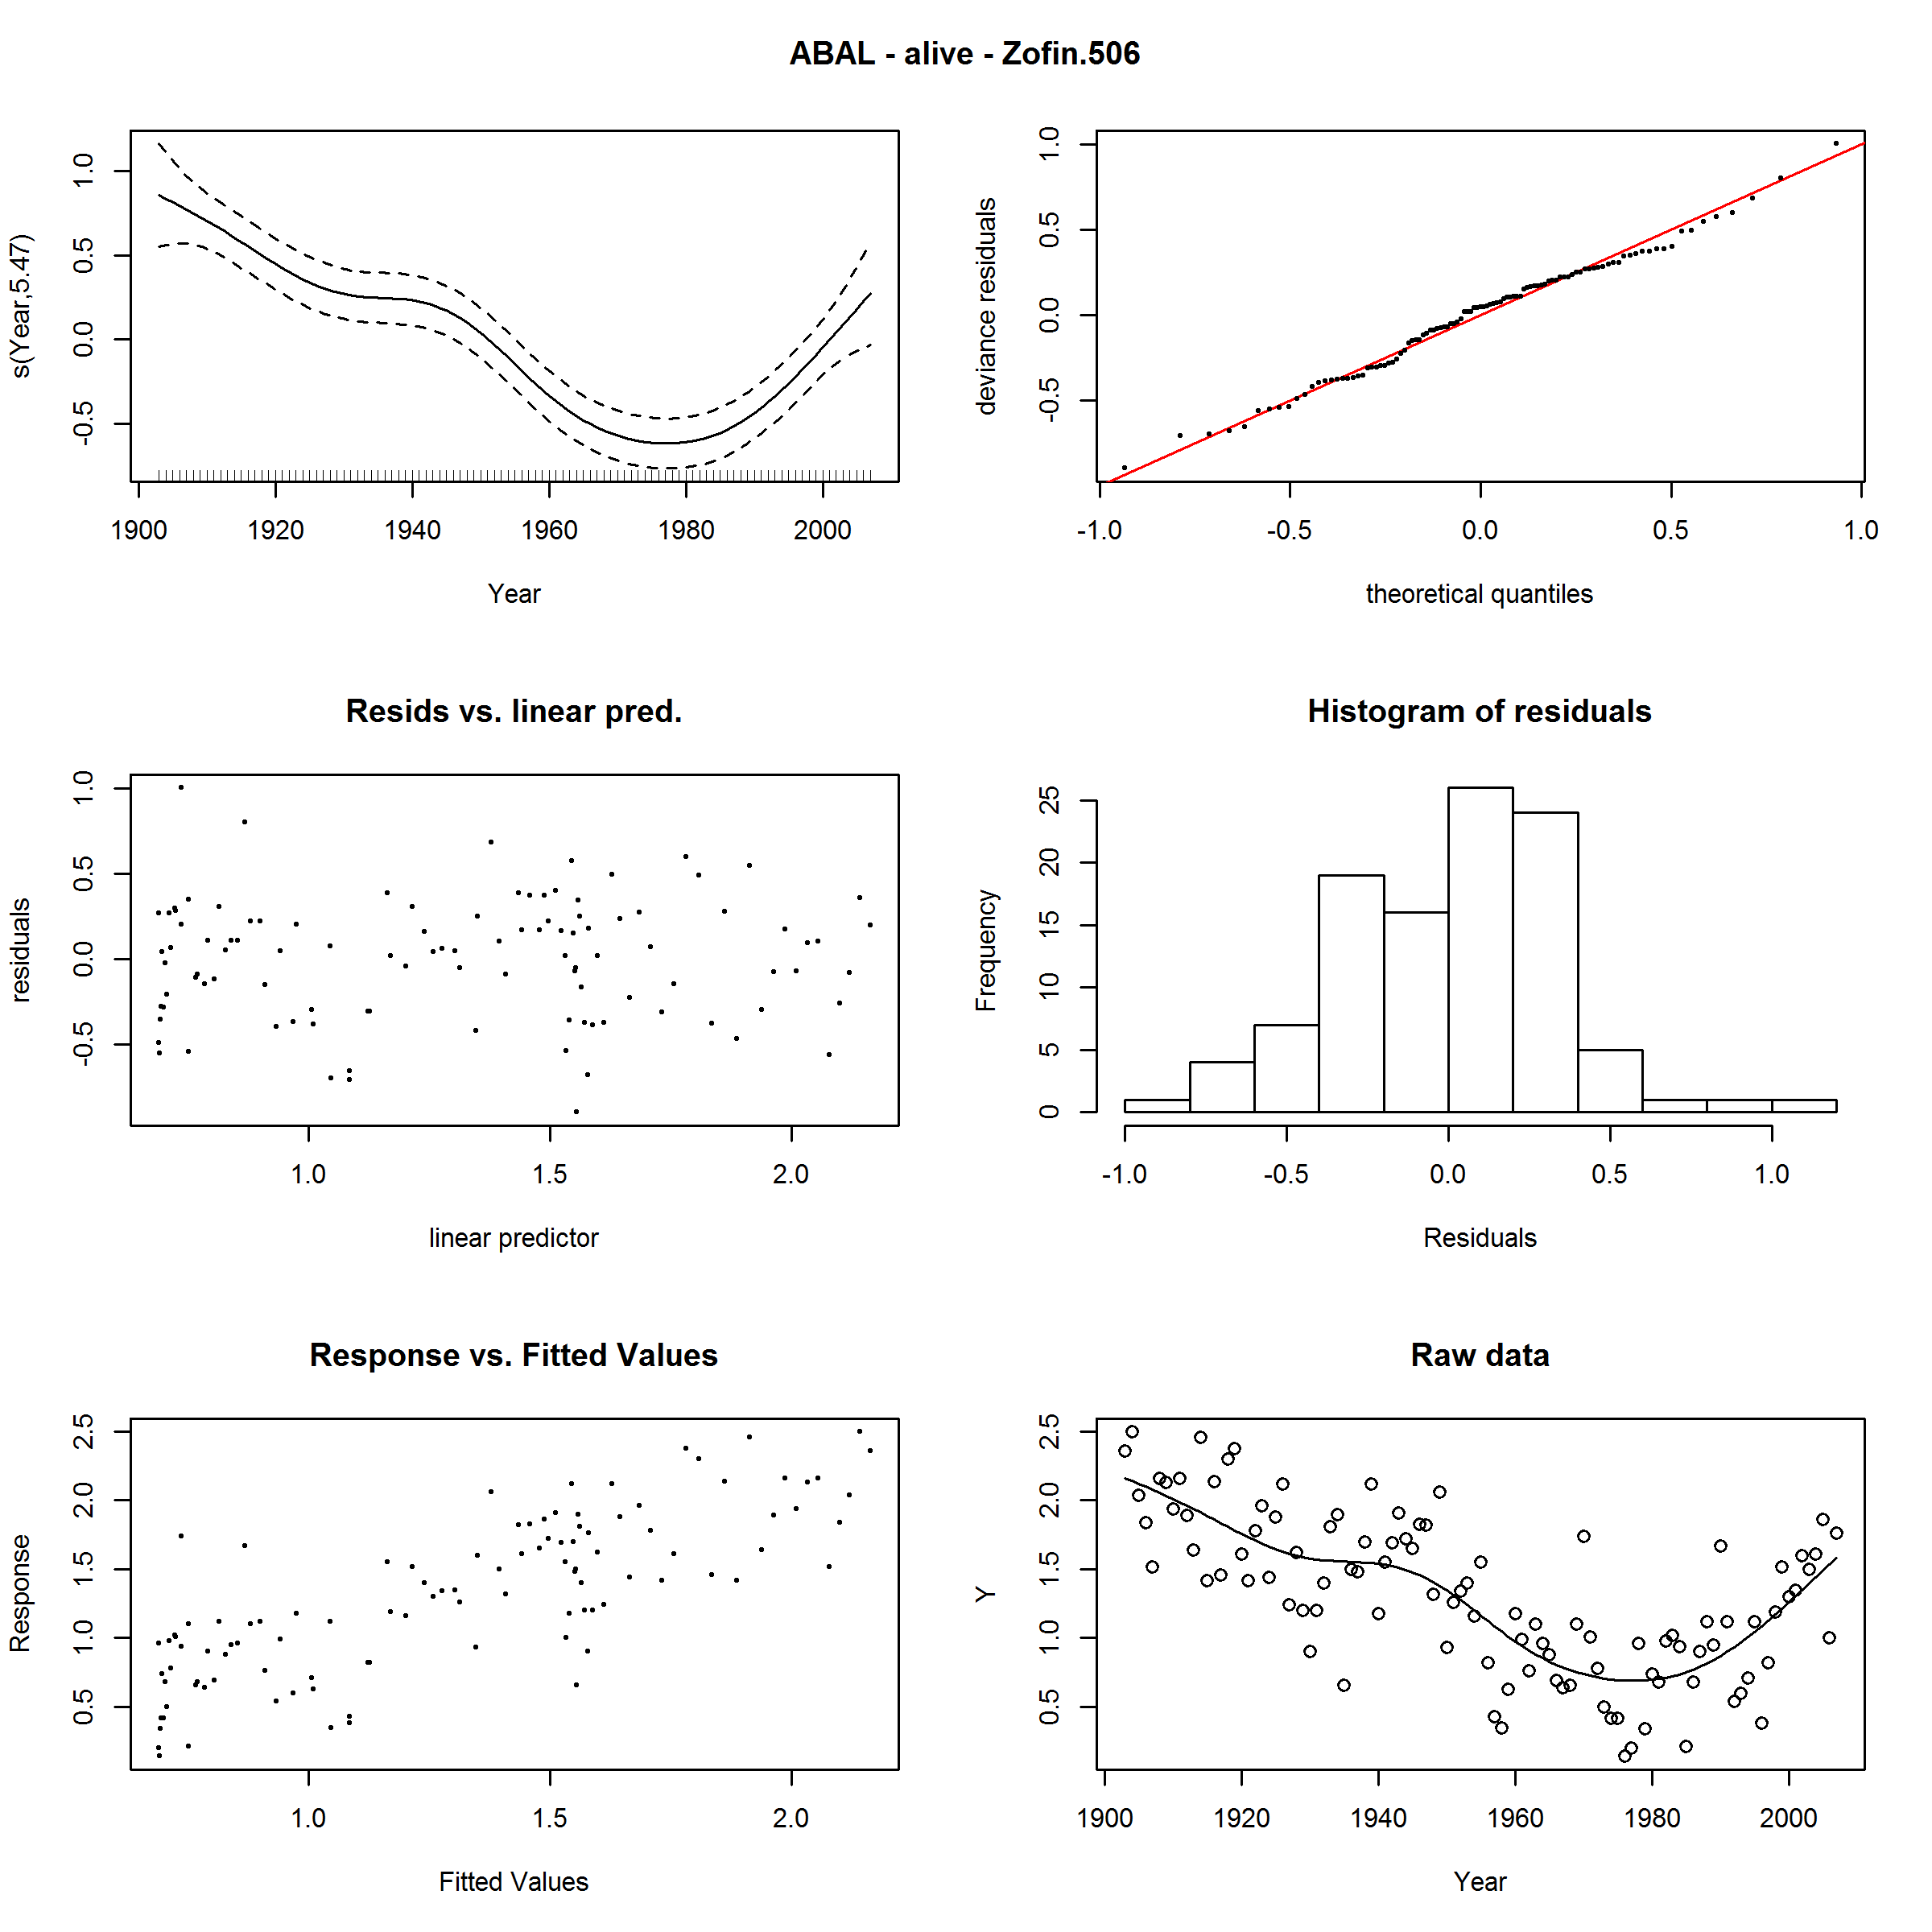 ABAL - alive - Zofin.506
s(Year,5.47)
-0.5 0.0 0.5 1.0
1900 1920 1940 1960 1980 2000
Year
deviance residuals
-0.5 0.0 0.5 1.0
-1.0 -0.5 0.0 0.5 1.0
theoretical quantiles
Resids vs. linear pred.
residuals
-0.5 0.0 0.5 1.0
1.0 1.5 2.0
linear predictor
Histogram of residuals
Frequency
0 5 10 15 20 25
-1.0 -0.5 0.0 0.5 1.0
Residuals
Response vs. Fitted Values
Response
0.5 1.0 1.5 2.0 2.5
1.0 1.5 2.0
Fitted Values
Raw data
Y
0.5 1.0 1.5 2.0 2.5
1900 1920 1940 1960 1980 2000
Year